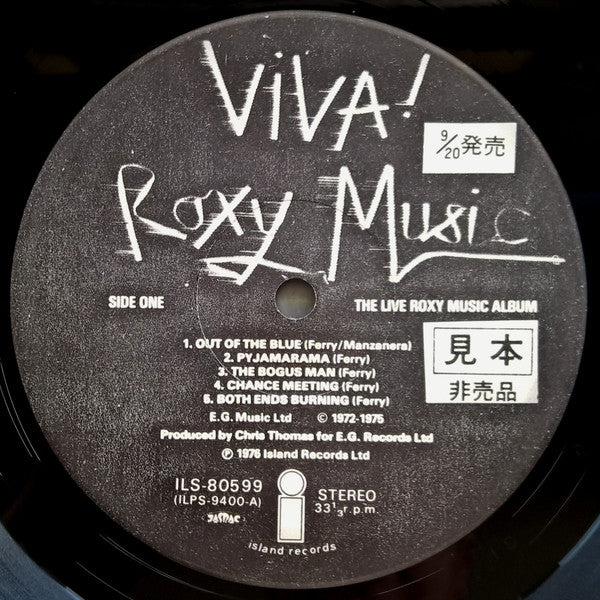 ViVA!
9/20発売
Roxy Music
SIDE ONE
THE LIVE ROXY MUSIC ALBUM
見本
非売品
1. OUT OF THE BLUE (Ferry/Manzanera)
2. PYJAMARAMA (Ferry)
3. THE BOGUS MAN (Ferry)
4. CHANCE MEETING (Ferry)
5. BOTH ENDS BURNING (Ferry)
E.G. Music Ltd © 1972-1975
Produced by Chris Thomas for E.G. Records Ltd
℗ 1976 Island Records Ltd
ILS-80599
(ILPS-9400-A)
JASRAC
i
STEREO
33⅓ r.p.m.
island records